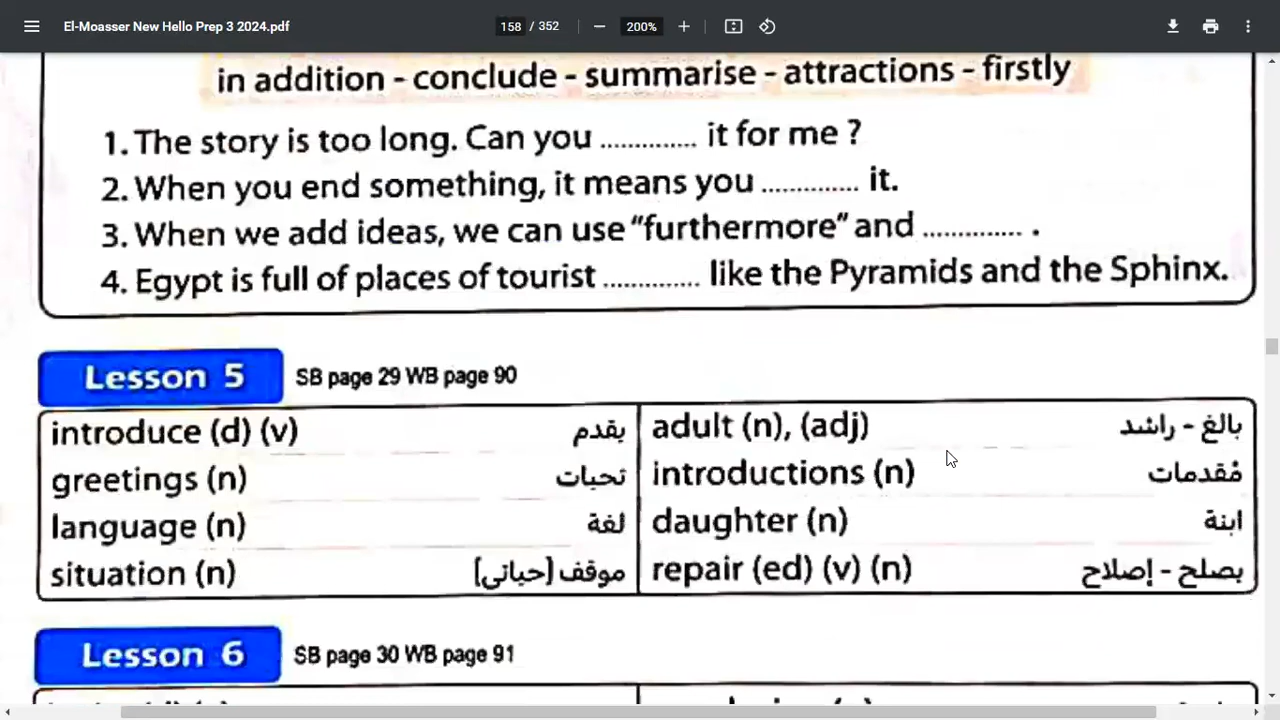 El-Moasser New Hello Prep 3 2024.pdf
158 / 352
200%
in addition - conclude - summarise - attractions - firstly
1. The story is too long. Can you .............. it for me ?
2. When you end something, it means you .............. it.
3. When we add ideas, we can use "furthermore" and .............. .
4. Egypt is full of places of tourist .............. like the Pyramids and the Sphinx.
Lesson 5 SB page 29 WB page 90
introduce (d) (v) يقدم adult (n), (adj) بالغ - راشد
greetings (n) تحيات introductions (n) مُقدمات
language (n) لغة daughter (n) ابنة
situation (n) موقف [حياتى] repair (ed) (v) (n) يصلح - إصلاح
Lesson 6 SB page 30 WB page 91